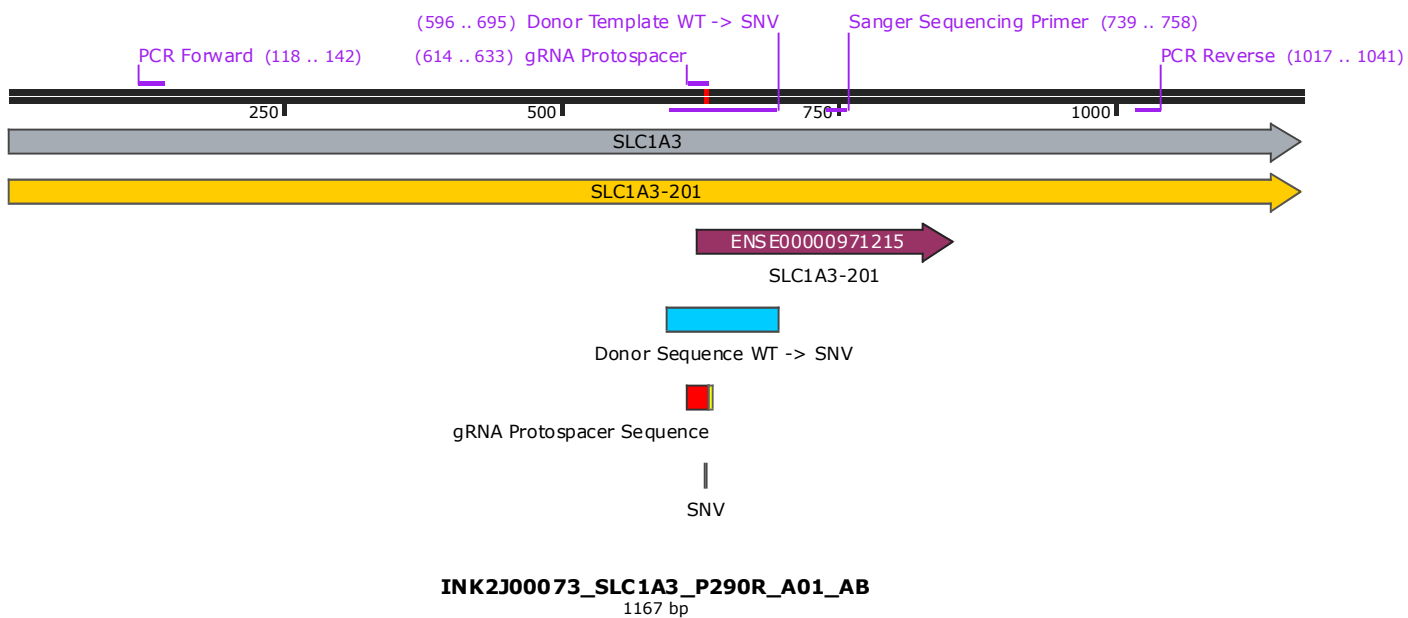 (596 .. 695) Donor Template WT -> SNV
Sanger Sequencing Primer (739 .. 758)
PCR Forward (118 .. 142)
(614 .. 633) gRNA Protospacer
PCR Reverse (1017 .. 1041)
250
500
750
1000
SLC1A3
SLC1A3-201
ENSE00000971215
SLC1A3-201
Donor Sequence WT -> SNV
gRNA Protospacer Sequence
SNV
INK2J00073_SLC1A3_P290R_A01_AB
1167 bp